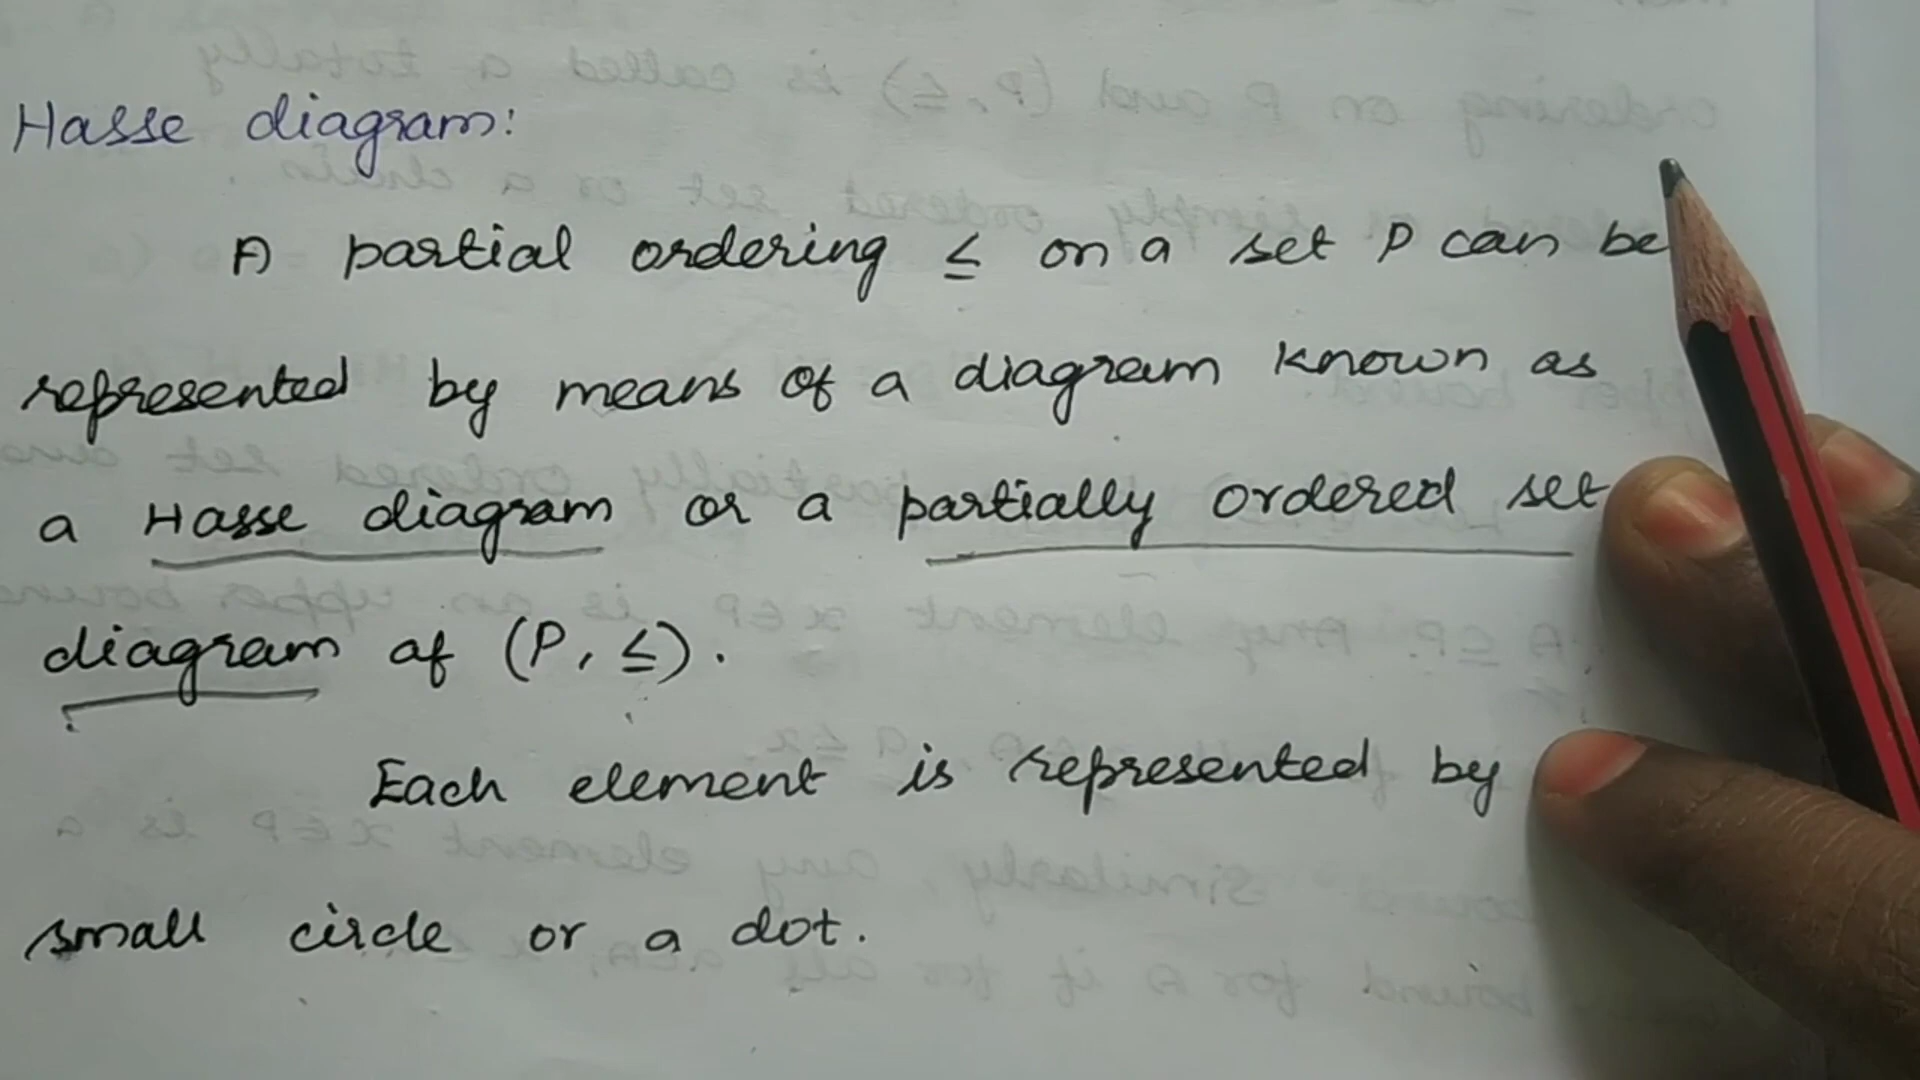 Hasse diagram:
A partial ordering ≤ on a set P can be
represented by means of a diagram known as
a Hasse diagram or a partially ordered set
diagram of (P, ≤).
Each element is represented by
small circle or a dot.